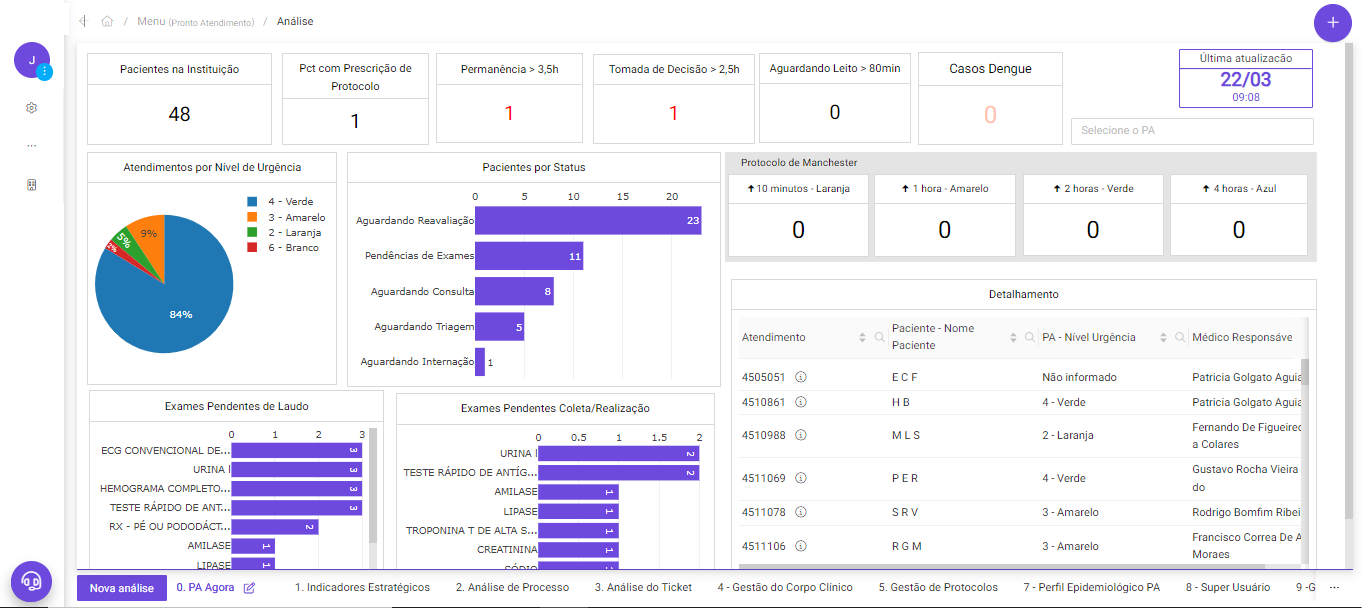 Menu (Pronto Atendimento) / Análise
J
Pacientes na Instituição
48
Pct com Prescrição de
Protocolo
1
Permanência > 3,5h
1
Tomada de Decisão > 2,5h
1
Aguardando Leito > 80min
0
Casos Dengue
0
Última atualizacão
22/03
09:08
Selecione o PA
Atendimentos por Nível de Urgência
4 - Verde
3 - Amarelo
2 - Laranja
6 - Branco
9%
5%
84%
Pacientes por Status
0 5 10 15 20
Aguardando Reavaliação 23
Pendências de Exames 11
Aguardando Consulta 8
Aguardando Triagem 5
Aguardando Internação 1
Protocolo de Manchester
10 minutos - Laranja
0
1 hora - Amarelo
0
2 horas - Verde
0
4 horas - Azul
0
Exames Pendentes de Laudo
0 1 2 3
ECG CONVENCIONAL DE... 3
URINA I 3
HEMOGRAMA COMPLETO... 3
TESTE RÁPIDO DE ANT... 3
RX - PÉ OU PODODÁCT... 2
AMILASE 1
LIPASE 1
Exames Pendentes Coleta/Realização
0 0.5 1 1.5 2
URINA I 2
TESTE RÁPIDO DE ANTÍG... 2
AMILASE 1
LIPASE 1
TROPONINA T DE ALTA S... 1
CREATININA 1
SÓDIO
Detalhamento
Atendimento
Paciente - Nome
Paciente
PA - Nível Urgência
Médico Responsáve
4505051 E C F Não informado Patricia Golgato Aguia
4510861 H B 4 - Verde Patricia Golgato Aguia
4510988 M L S 2 - Laranja Fernando De Figueired
a Colares
4511069 P E R 4 - Verde Gustavo Rocha Vieira
do
4511078 S R V 3 - Amarelo Rodrigo Bomfim Ribei
4511106 R G M 3 - Amarelo Francisco Correa De A
Moraes
Nova análise
0. PA Agora
1. Indicadores Estratégicos
2. Análise de Processo
3. Análise do Ticket
4 - Gestão do Corpo Clínico
5. Gestão de Protocolos
7 - Perfil Epidemiológico PA
8 - Super Usuário
9 -G
...